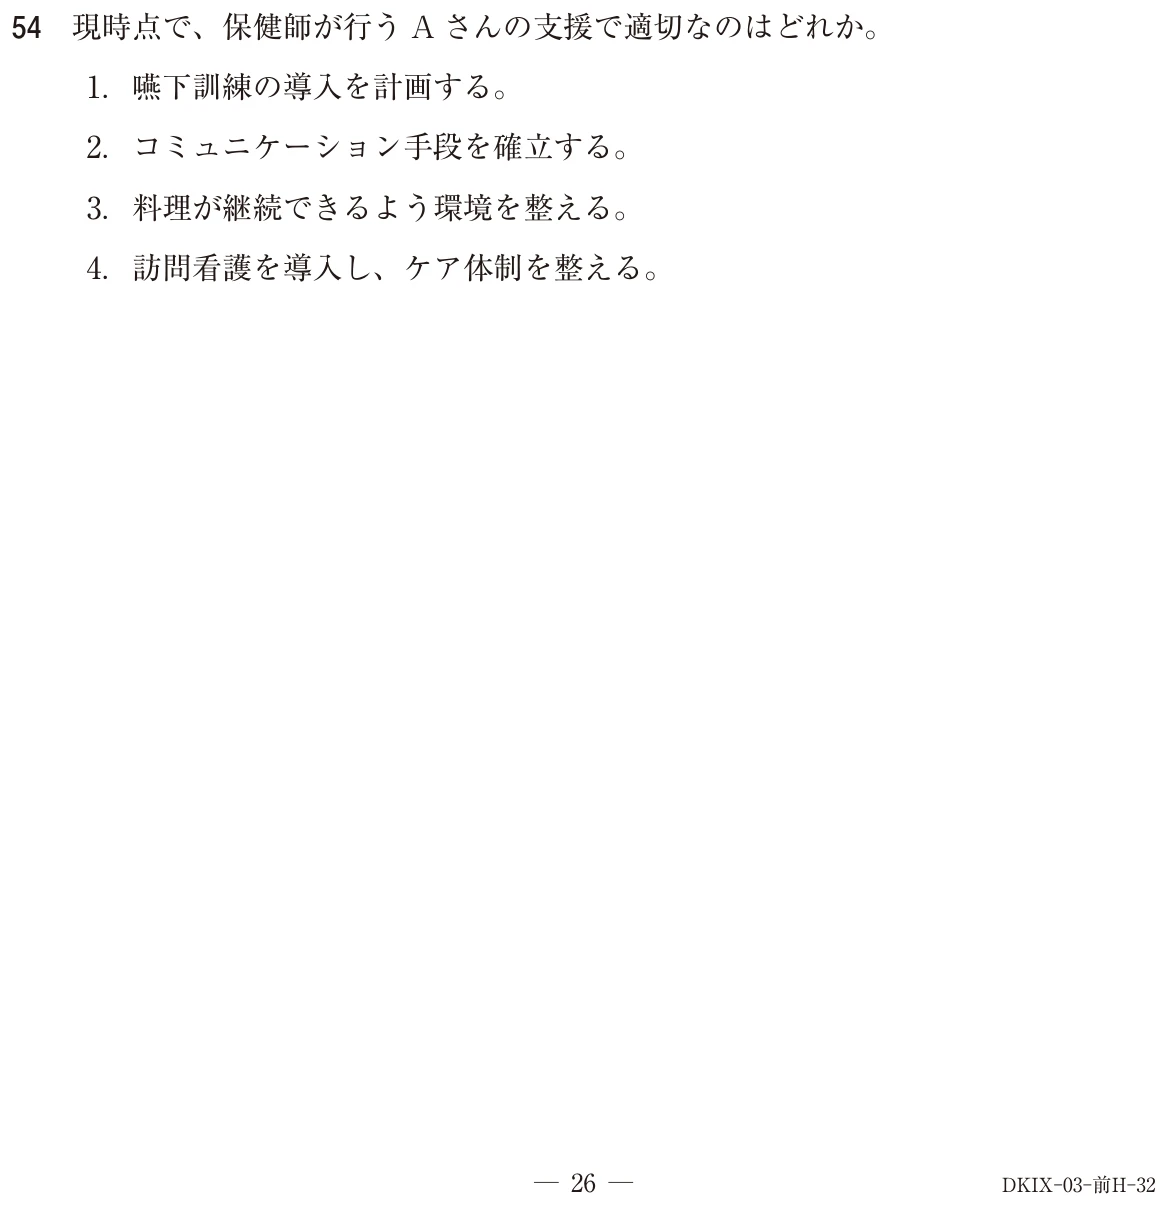 54 現時点で、保健師が行う A さんの支援で適切なのはどれか。
1. 嚥下訓練の導入を計画する。
2. コミュニケーション手段を確立する。
3. 料理が継続できるよう環境を整える。
4. 訪問看護を導入し、ケア体制を整える。
— 26 —
DKIX-03-前H-32